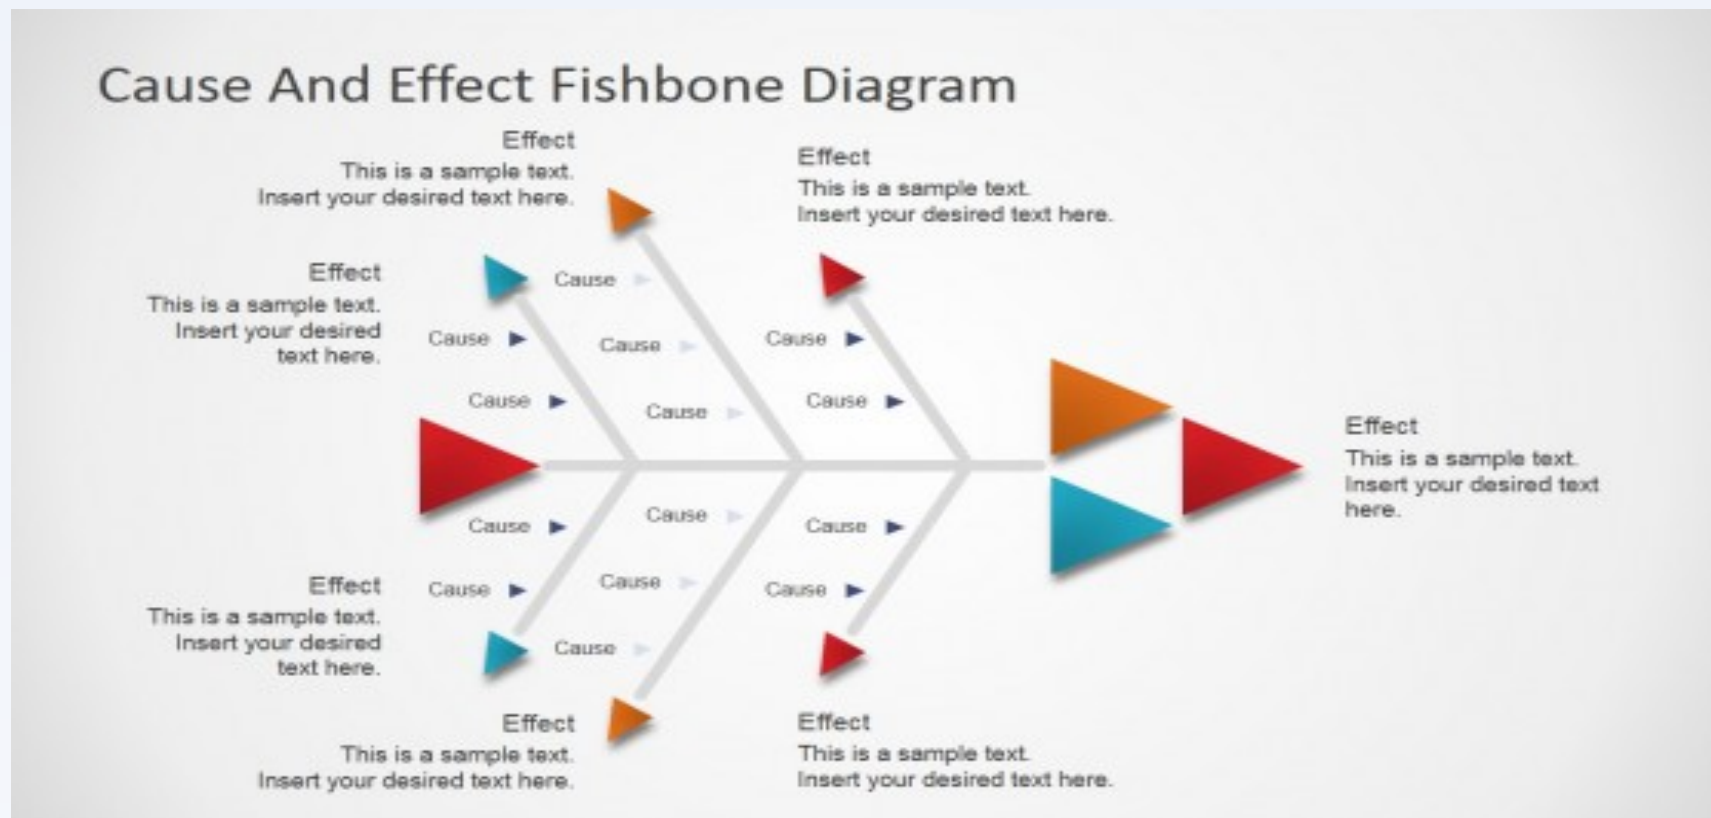 Cause And Effect Fishbone Diagram
Effect
This is a sample text.
Insert your desired text here.
Effect
This is a sample text.
Insert your desired text here.
Effect
This is a sample text.
Insert your desired
text here.
Cause
Cause
Cause
Cause
Cause
Cause
Cause
Effect
This is a sample text.
Insert your desired text
here.
Cause
Cause
Cause
Cause
Cause
Cause
Cause
Effect
This is a sample text.
Insert your desired
text here.
Effect
This is a sample text.
Insert your desired text here.
Effect
This is a sample text.
Insert your desired text here.